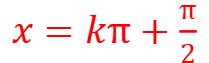 x = kπ + π/2